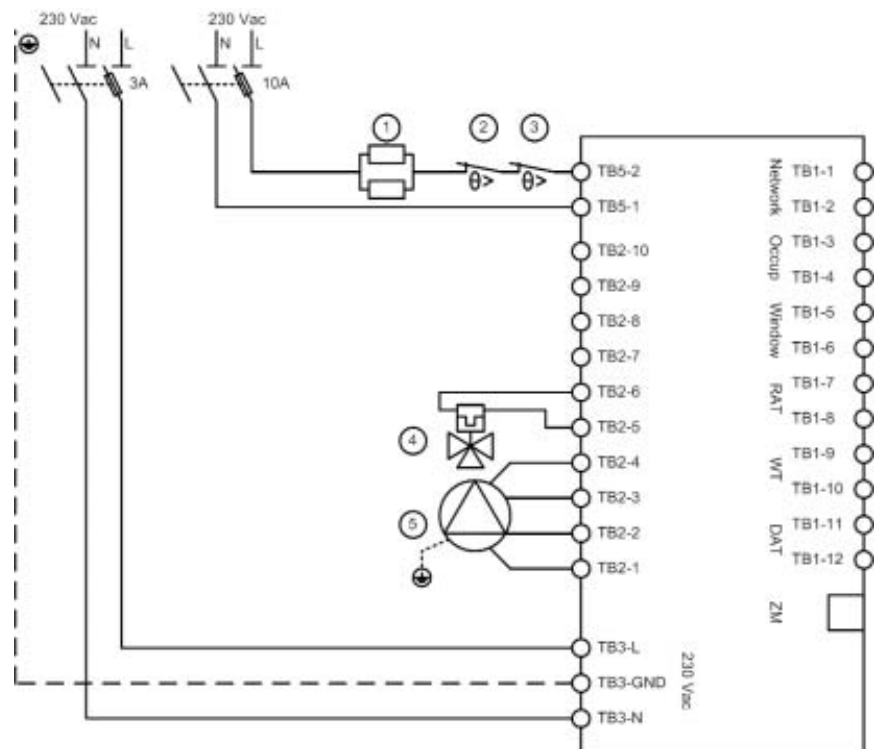 230 Vac
230 Vac
N
L
N
L
3A
10A
1
2
3
θ>
θ>
TB5-2
TB5-1
TB2-10
TB2-9
TB2-8
TB2-7
TB2-6
TB2-5
TB2-4
TB2-3
TB2-2
TB2-1
4
5
TB3-L
TB3-GND
TB3-N
230 Vac
Network
Occup
Window
RAT
WT
DAT
ZM
TB1-1
TB1-2
TB1-3
TB1-4
TB1-5
TB1-6
TB1-7
TB1-8
TB1-9
TB1-10
TB1-11
TB1-12